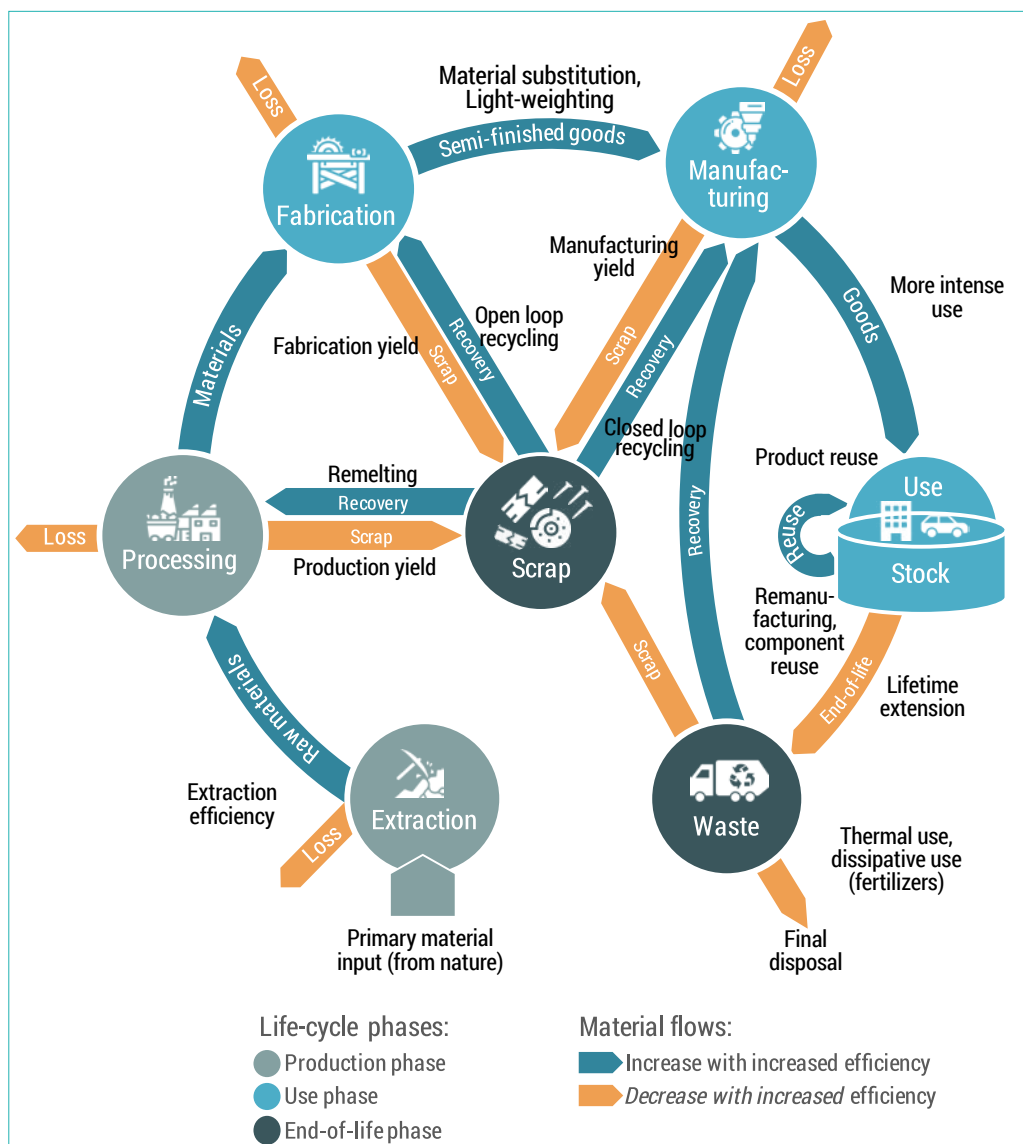 Loss
Material substitution,
Light-weighting
Semi-finished goods
Loss
Fabrication
Manufac-
turing
Materials
Fabrication yield
Scrap
Recovery
Open loop
recycling
Manufacturing
yield
Scrap
Recovery
Closed loop
recycling
Recovery
Goods
More intense
use
Product reuse
Reuse
Use
Stock
Remanu-
facturing,
component
reuse
End-of-life
Lifetime
extension
Loss
Processing
Remelting
Recovery
Scrap
Production yield
Scrap
Scrap
Raw materials
Extraction
efficiency
Loss
Extraction
Primary material
input (from nature)
Waste
Thermal use,
dissipative use
(fertilizers)
Final
disposal
Life-cycle phases:
Production phase
Use phase
End-of-life phase
Material flows:
Increase with increased efficiency
Decrease with increased efficiency